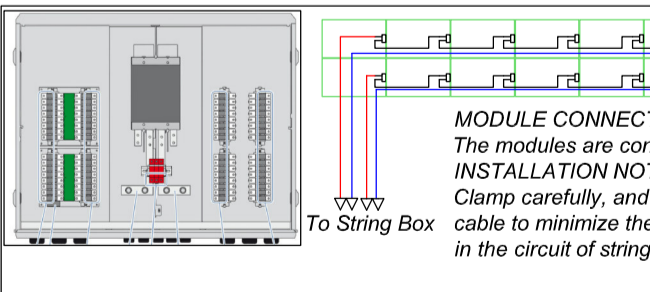 MODULE CONNECT
The modules are con
INSTALLATION NOT
Clamp carefully, and
To String Box cable to minimize the
in the circuit of string